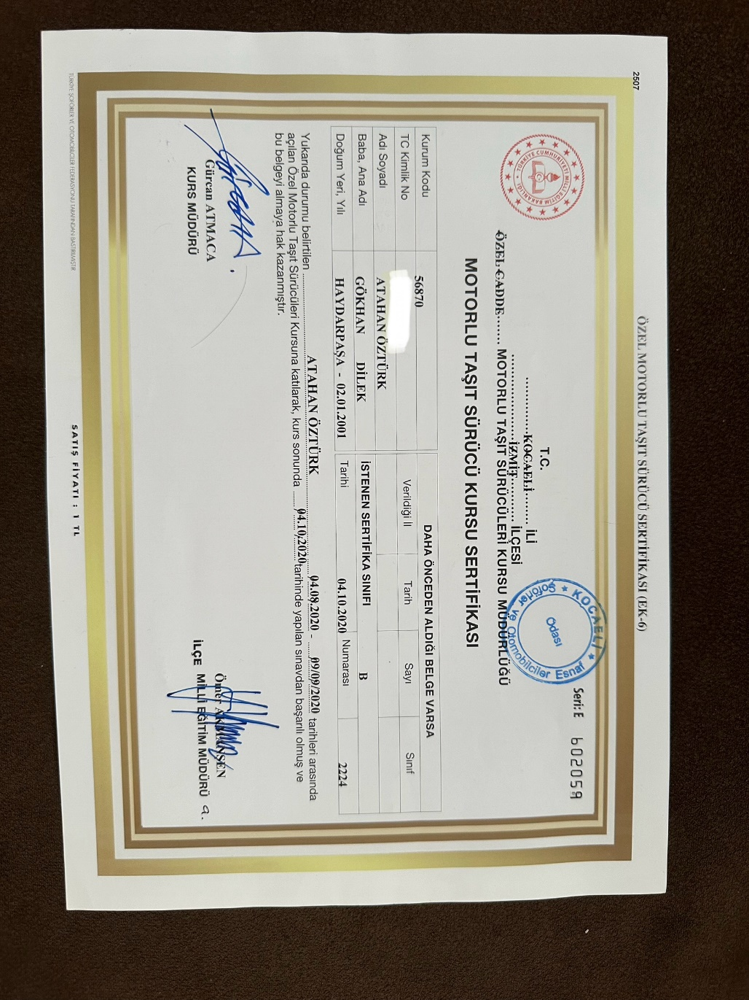 2507
ÖZEL MOTORLU TAŞIT SÜRÜCÜ SERTİFİKASI (EK-6)
TÜRKİYE CUMHURİYETİ MİLLİ EĞİTİM BAKANLIĞI
T.C.
KOCAELİ İLİ
İZMİT İLÇESİ
ÖZEL CADDE MOTORLU TAŞIT SÜRÜCÜLERİ KURSU MÜDÜRLÜĞÜ
MOTORLU TAŞIT SÜRÜCÜ KURSU SERTİFİKASI
KOCAELİ
Şoförler ve Otomobilciler Esnaf
Odası
Seri: E 602059
Kurum Kodu 56870 DAHA ÖNCEDEN ALDIĞI BELGE VARSA
TC Kimlik No Verildiği İl Tarih Sayı Sınıf
Adı Soyadı ATAHAN ÖZTÜRK
Baba, Ana Adı GÖKHAN DİLEK İSTENEN SERTİFİKA SINIFI B
Doğum Yeri, Yılı HAYDARPAŞA - 02.01.2001 Tarihi 04.10.2020 Numarası 2224
Yukarıda durumu belirtilen ATAHAN ÖZTÜRK 04.08.2020 - 09/09/2020 tarihleri arasında
açılan Özel Motorlu Taşıt Sürücüleri Kursuna katılarak, kurs sonunda 04.10.2020 tarihinde yapılan sınavdan başarılı olmuş ve
bu belgeyi almaya hak kazanmıştır.
Gürcan ATMACA
KURS MÜDÜRÜ
Ömer
İLÇE MİLLİ EĞİTİM MÜDÜRÜ a.
TÜRKİYE ŞOFÖRLER VE OTOMOBİLCİLER FEDERASYONU TARAFINDAN BASTIRILMIŞTIR
SATIŞ FİYATI : 1 TL